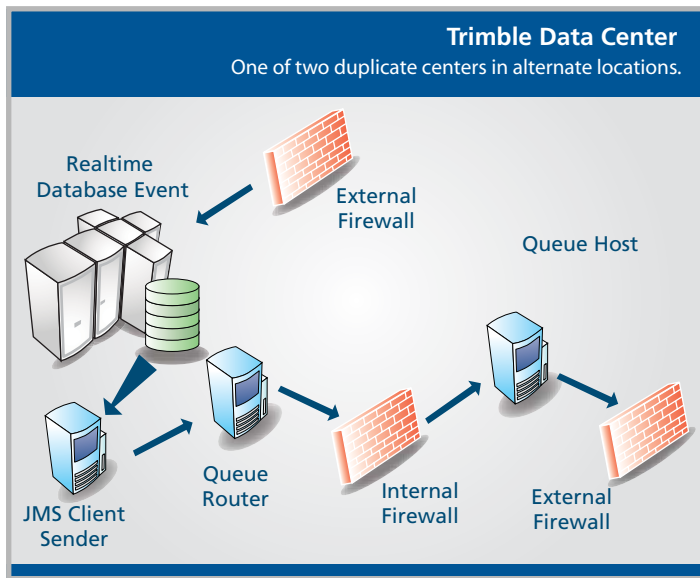 Trimble Data Center
One of two duplicate centers in alternate locations.
Realtime
Database Event
External
Firewall
Queue Host
JMS Client
Sender
Queue
Router
Internal
Firewall
External
Firewall